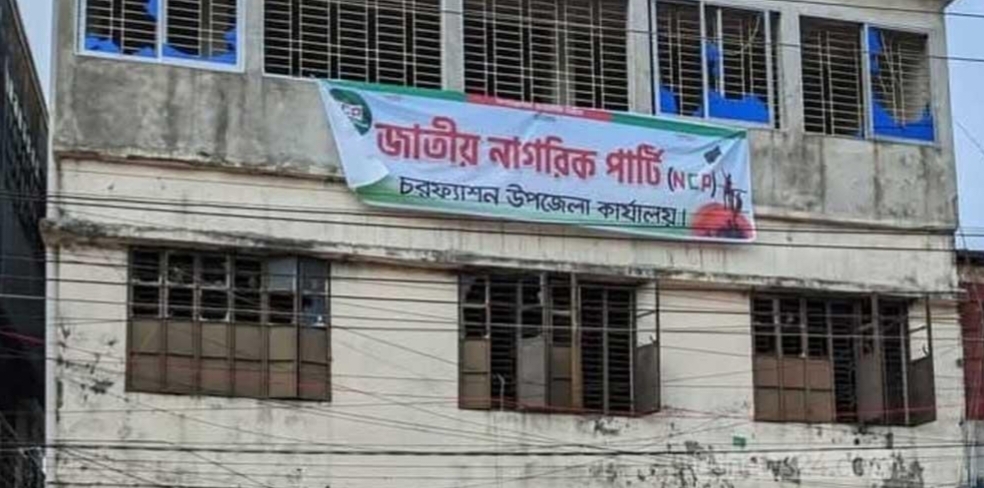 জাতীয় নাগরিক পার্টি (NCP)
চরফ্যাশন উপজেলা কার্যালয়।